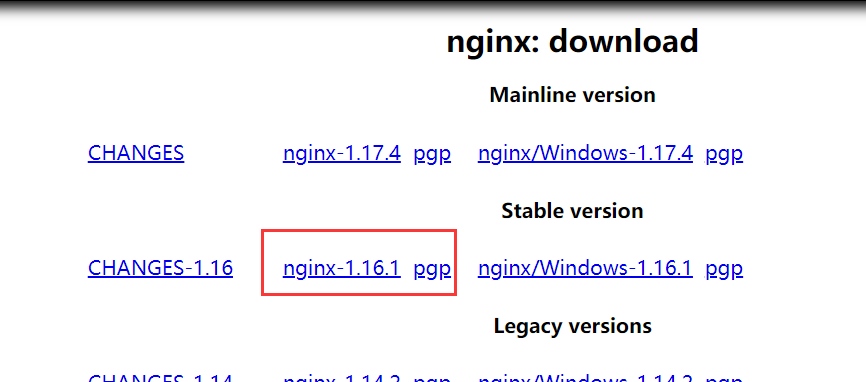 nginx: download
Mainline version
CHANGES nginx-1.17.4 pgp nginx/Windows-1.17.4 pgp
Stable version
CHANGES-1.16 nginx-1.16.1 pgp nginx/Windows-1.16.1 pgp
Legacy versions
CHANGES-1.14 nginx-1.14.2 pgp nginx/Windows-1.14.2 pgp